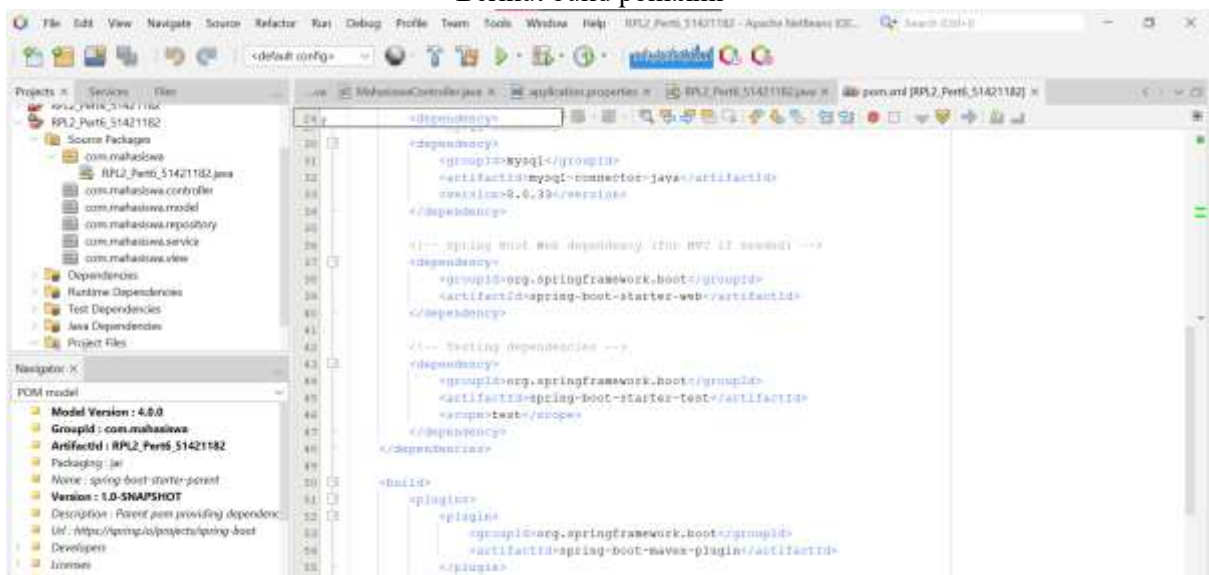 File Edit View Navigate Source Refactor Run Debug Profile Team Tools Window Help
<default config>
Projects × Services Files
MahasiswaController.java × application.properties × RPL2_Pert6_51421182.java × pom.xml [RPL2_Pert6_51421182] ×
RPL2_Pert6_51421182
Source Packages
com.mahasiswa
RPL2_Pert6_51421182.java
com.mahasiswa.controller
com.mahasiswa.model
com.mahasiswa.repository
com.mahasiswa.service
com.mahasiswa.view
Dependencies
Runtime Dependencies
Test Dependencies
Java Dependencies
Project Files
Navigator ×
POM model
Model Version : 4.0.0
GroupId : com.mahasiswa
ArtifactId : RPL2_Pert6_51421182
Packaging : jar
Name : spring-boot-starter-parent
Version : 1.0-SNAPSHOT
Description : Parent pom providing dependenc
Url : https://spring.io/projects/spring-boot
Developers
Licenses
<dependency>
<dependency>
<groupId>mysql</groupId>
<artifactId>mysql-connector-java</artifactId>
<version>8.0.33</version>
</dependency>
<!-- Spring Boot Web dependency (for MVC if needed) -->
<dependency>
<groupId>org.springframework.boot</groupId>
<artifactId>spring-boot-starter-web</artifactId>
</dependency>
<!-- Testing dependencies -->
<dependency>
<groupId>org.springframework.boot</groupId>
<artifactId>spring-boot-starter-test</artifactId>
<scope>test</scope>
</dependency>
</dependencies>
<build>
<plugins>
<plugin>
<groupId>org.springframework.boot</groupId>
<artifactId>spring-boot-maven-plugin</artifactId>
</plugin>